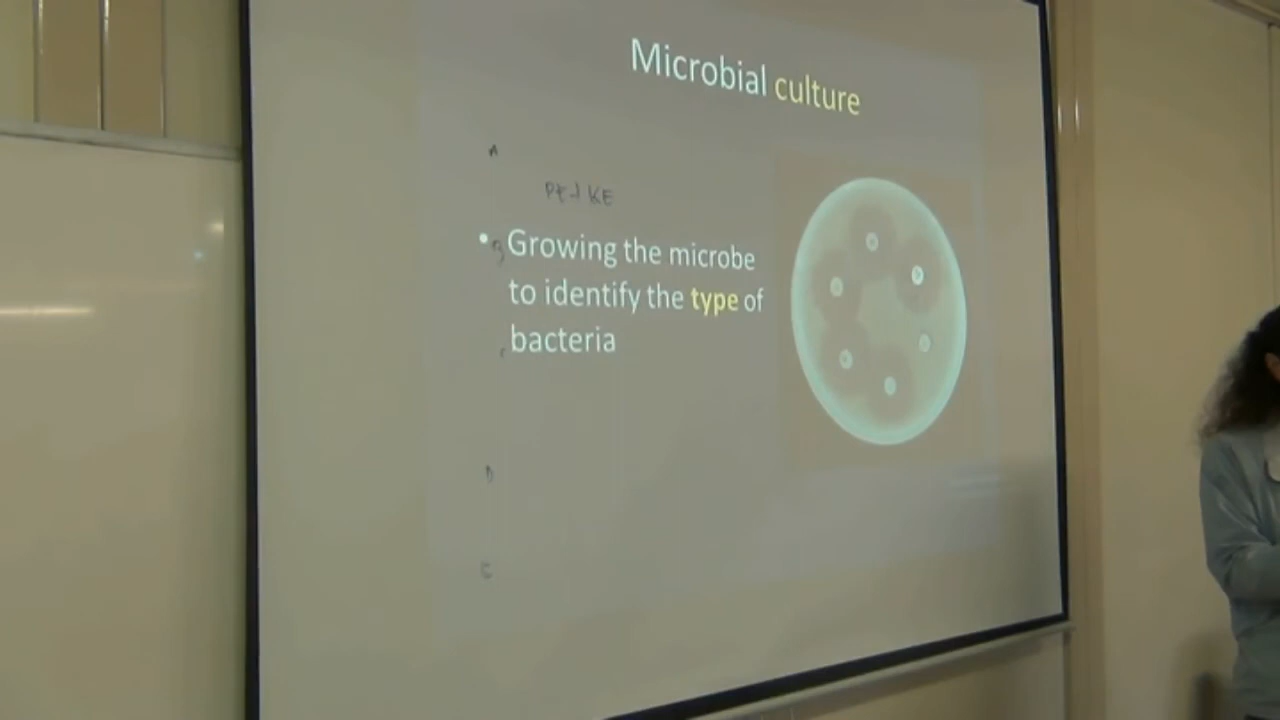 Microbial culture
A
• Growing the microbe
to identify the type of
bacteria
D
C